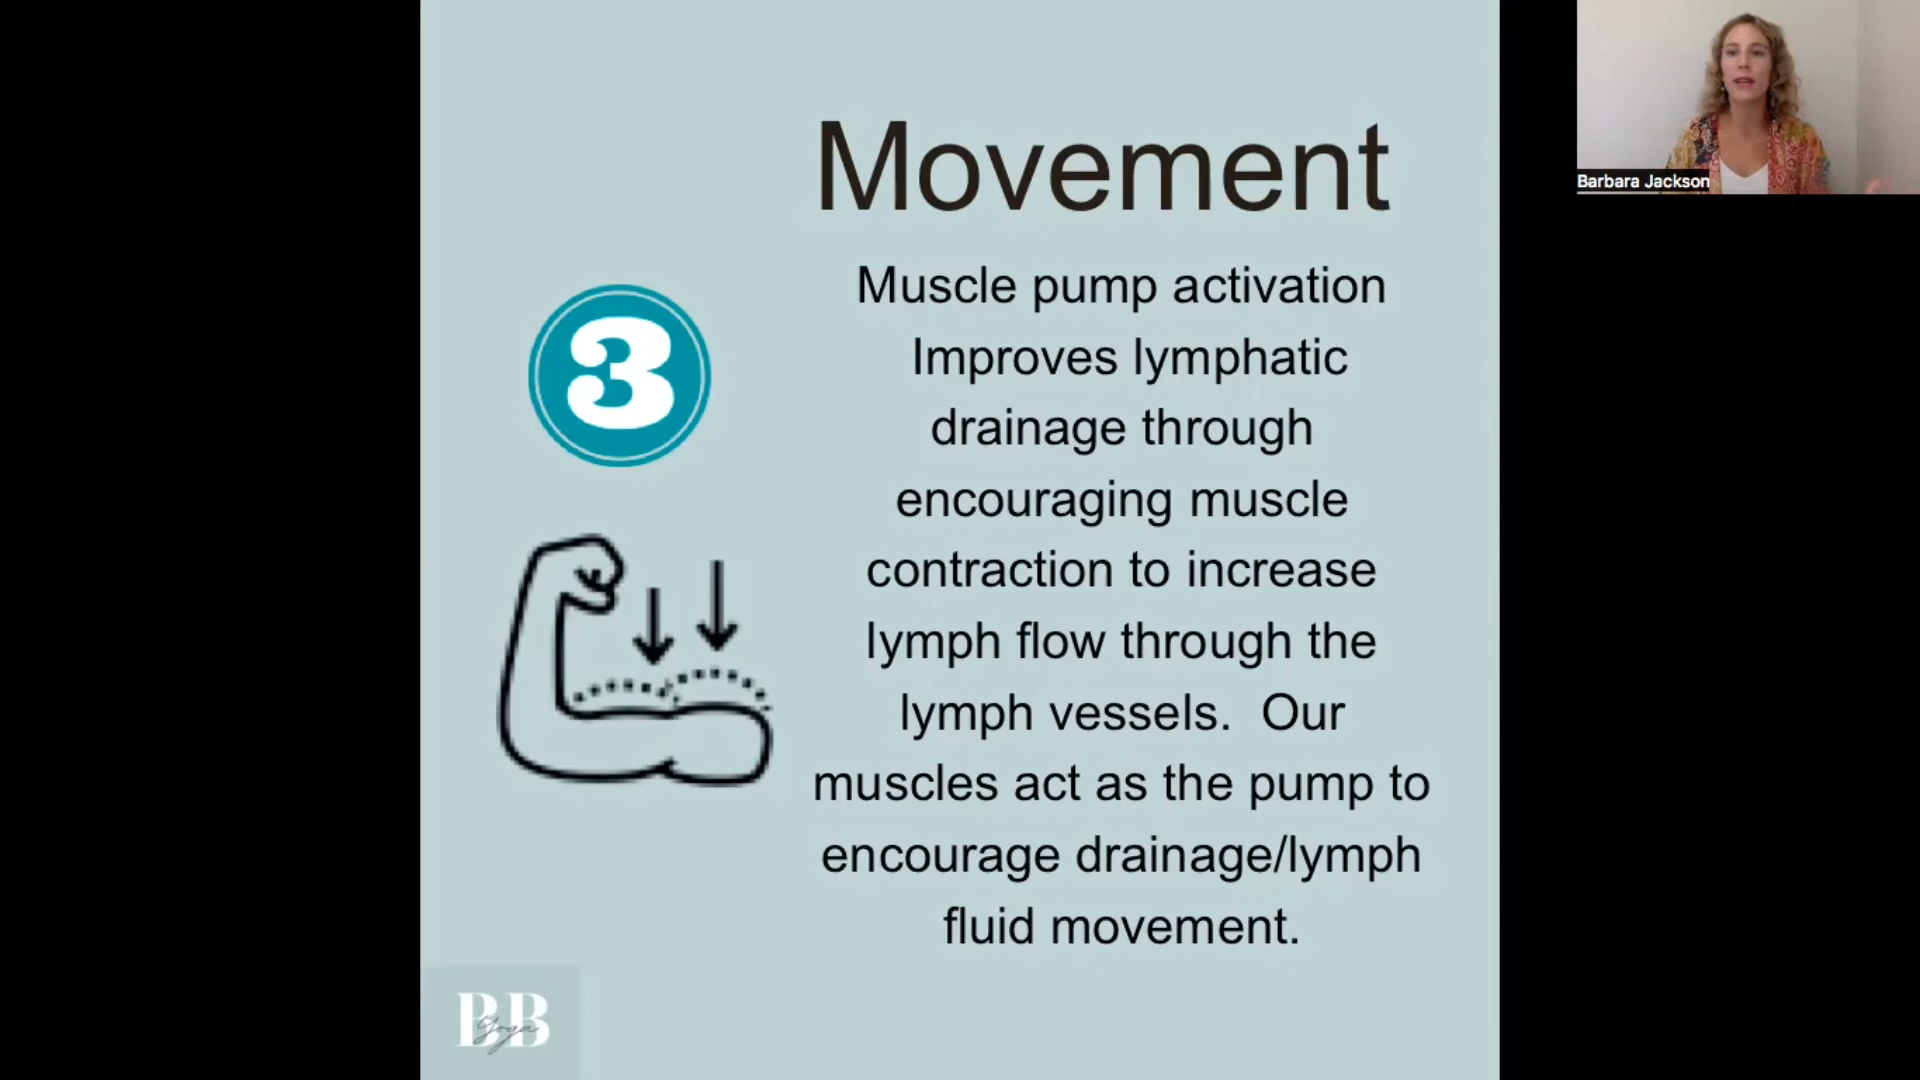 Movement
Muscle pump activation
Improves lymphatic
drainage through
encouraging muscle
contraction to increase
lymph flow through the
lymph vessels.  Our
muscles act as the pump to
encourage drainage/lymph
fluid movement.
3
BB
yoga
Barbara Jackson